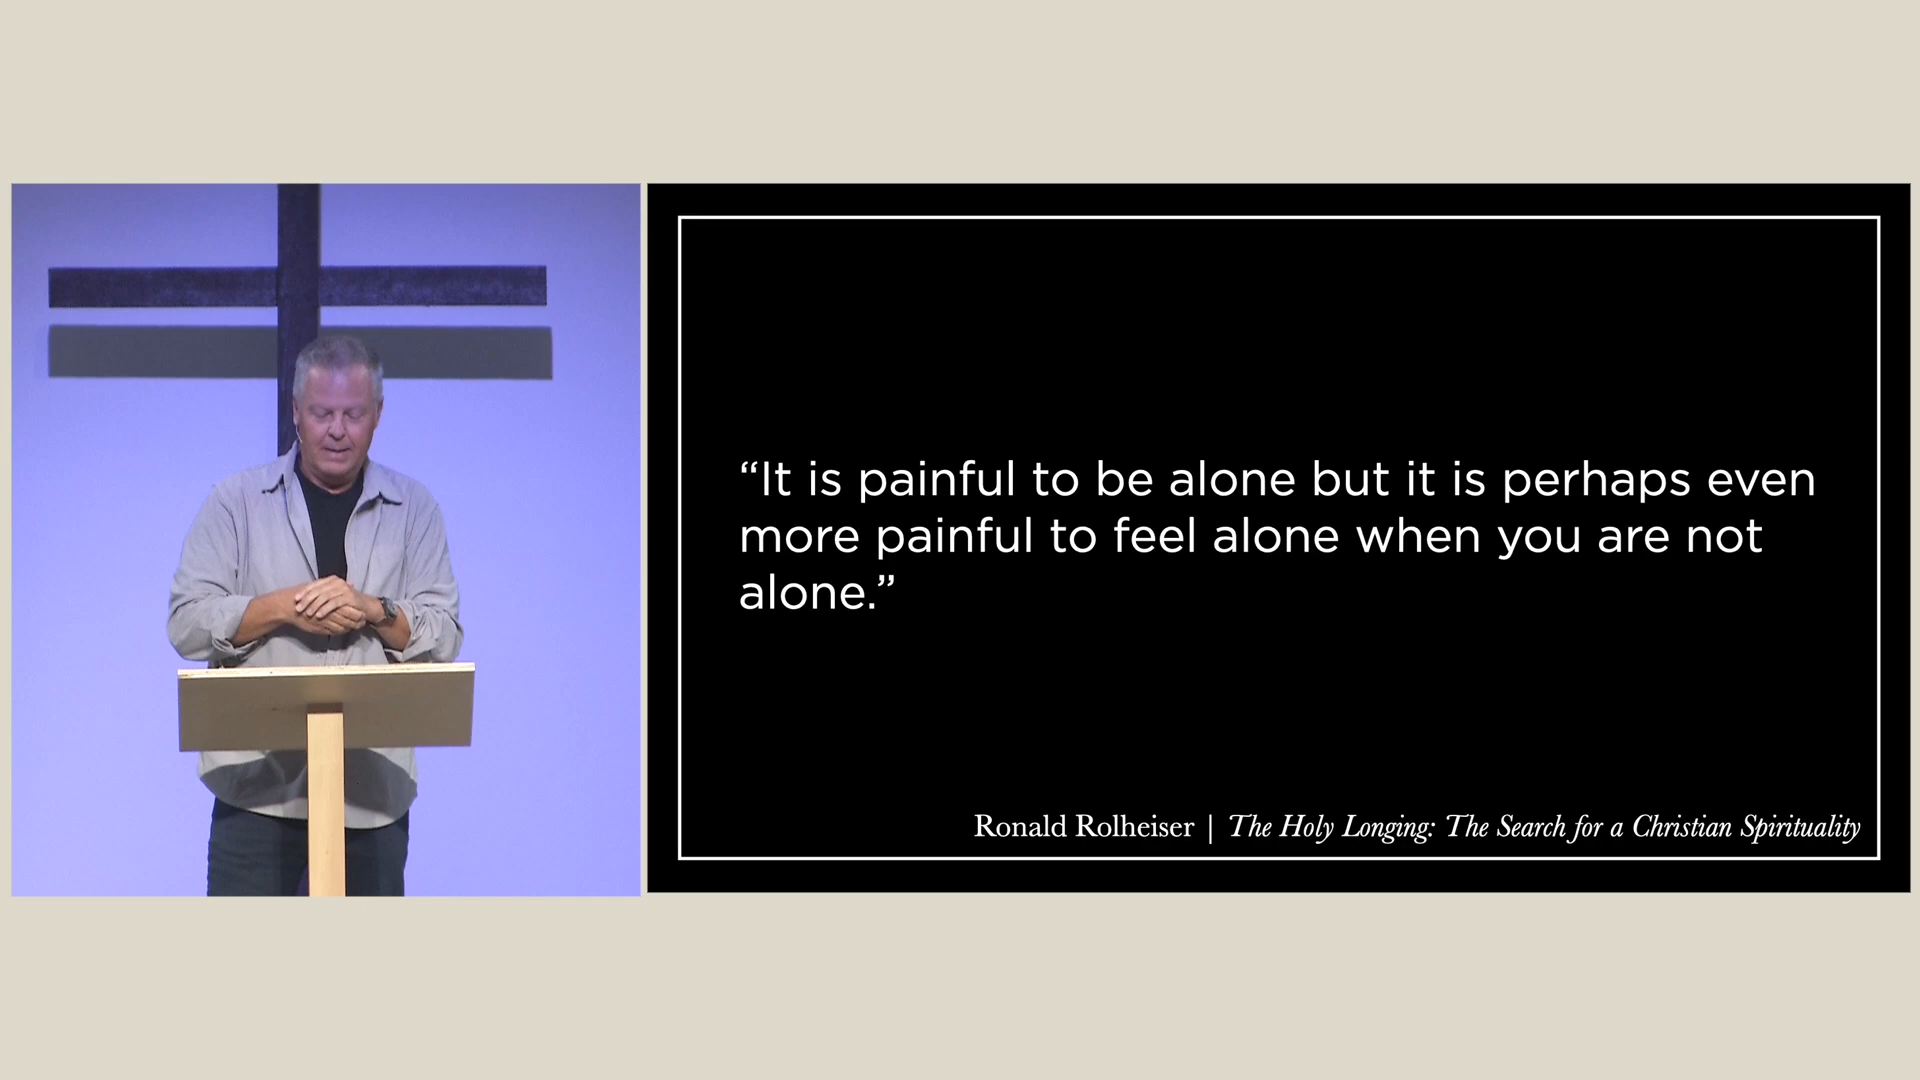 “It is painful to be alone but it is perhaps even
more painful to feel alone when you are not
alone.”
Ronald Rolheiser | The Holy Longing: The Search for a Christian Spirituality